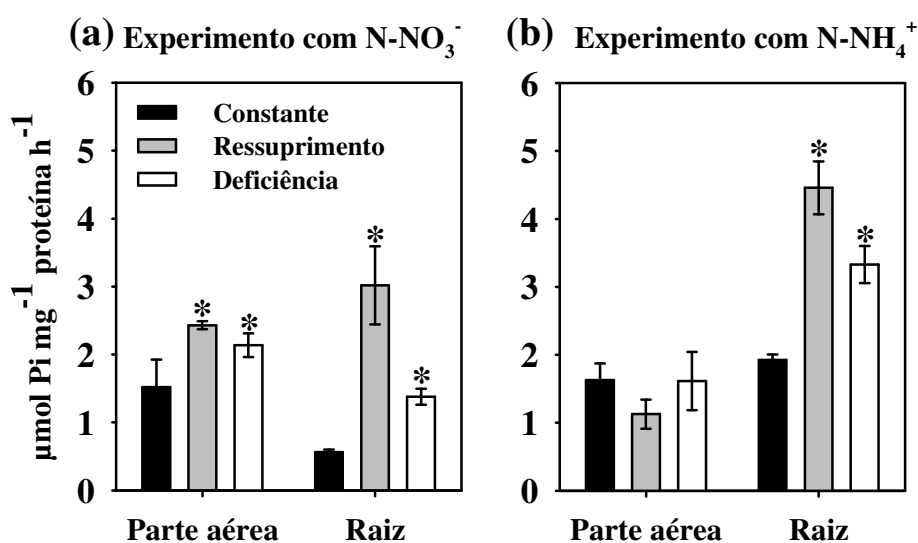 (a) Experimento com N-NO₃⁻
(b) Experimento com N-NH₄⁺
µmol Pi mg⁻¹ proteína h⁻¹
6
5
4
3
2
1
0
Constante
Ressuprimento
Deficiência
*
*
*
*
Parte aérea
Raiz
6
5
4
3
2
1
0
*
*
Parte aérea
Raiz